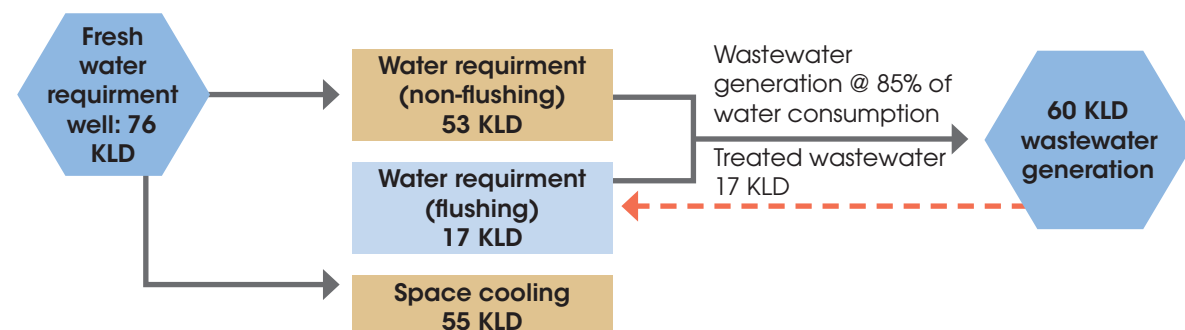 Fresh
water
requirment
well: 76
KLD
Water requirment
(non-flushing)
53 KLD
Water requirment
(flushing)
17 KLD
Space cooling
55 KLD
Wastewater
generation @ 85% of
water consumption
Treated wastewater
17 KLD
60 KLD
wastewater
generation